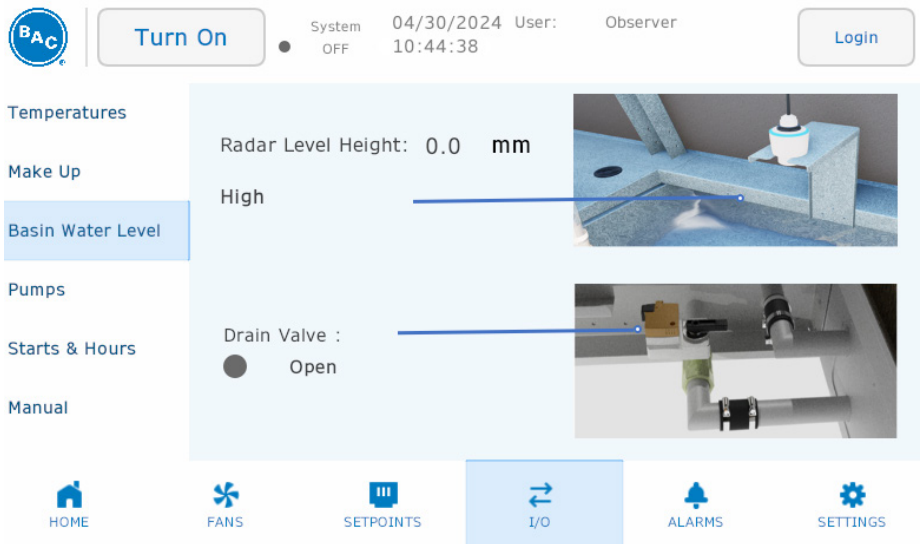 BAC
Turn On
System
OFF
04/30/2024
10:44:38
User:
Observer
Login
Temperatures
Make Up
Basin Water Level
Pumps
Starts & Hours
Manual
Radar Level Height: 0.0 mm
High
Drain Valve :
Open
HOME
FANS
SETPOINTS
I/O
ALARMS
SETTINGS